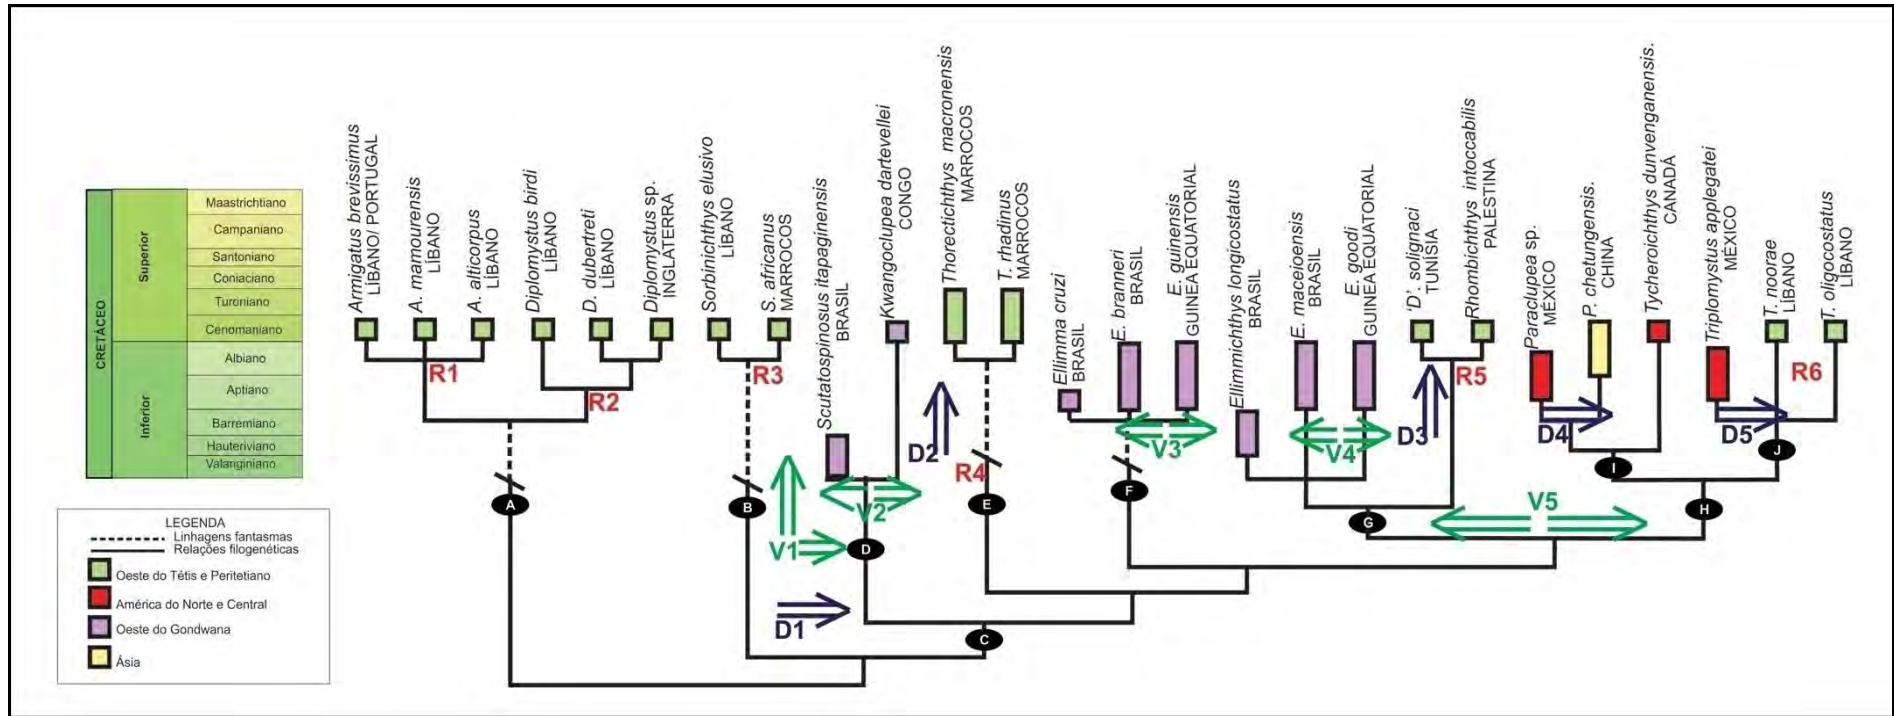 CRETÁCEO
Superior
Inferior
Maastrichtiano
Campaniano
Santoniano
Coniaciano
Turoniano
Cenomaniano
Albiano
Aptiano
Barremiano
Hauteriviano
Valanginiano
LEGENDA
Linhagens fantasmas
Relações filogenéticas
Oeste do Tétis e Peritetiano
América do Norte e Central
Oeste do Gondwana
Ásia
Armigatus brevissimus
LÍBANO/ PORTUGAL
A. mamourensis
LÍBANO
A. alticorpus
LÍBANO
Diplomystus birdi
LÍBANO
D. dubertreti
LÍBANO
Diplomystus sp.
INGLATERRA
Sorbinichthys elusivo
LÍBANO
S. africanus
MARROCOS
Scutatospinosus itapaginensis
BRASIL
Kwangoclupea dartevellei
CONGO
Thorectichthys macronensis
MARROCOS
T. rhadinus
MARROCOS
Ellimma cruzi
BRASIL
E. branneri
BRASIL
E. guinensis
GUINEA EQUATORIAL
Ellimmichthys longicostatus
BRASIL
E. maceioensis
BRASIL
E. goodi
GUINEA EQUATORIAL
'D'. solignaci
TUNÍSIA
Rhombichthys intoccabilis
PALESTINA
Paraclupea sp.
MÉXICO
P. chetungensis.
CHINA
Tycheroichthys dunvenganensis.
CANADÁ
Triplomystus applegatei
MÉXICO
T. noorae
LÍBANO
T. oligocostatus
LÍBANO
R1
R2
R3
R4
R5
R6
D1
D2
D3
D4
D5
V1
V2
V3
V4
V5
A
B
C
D
E
F
G
H
I
J